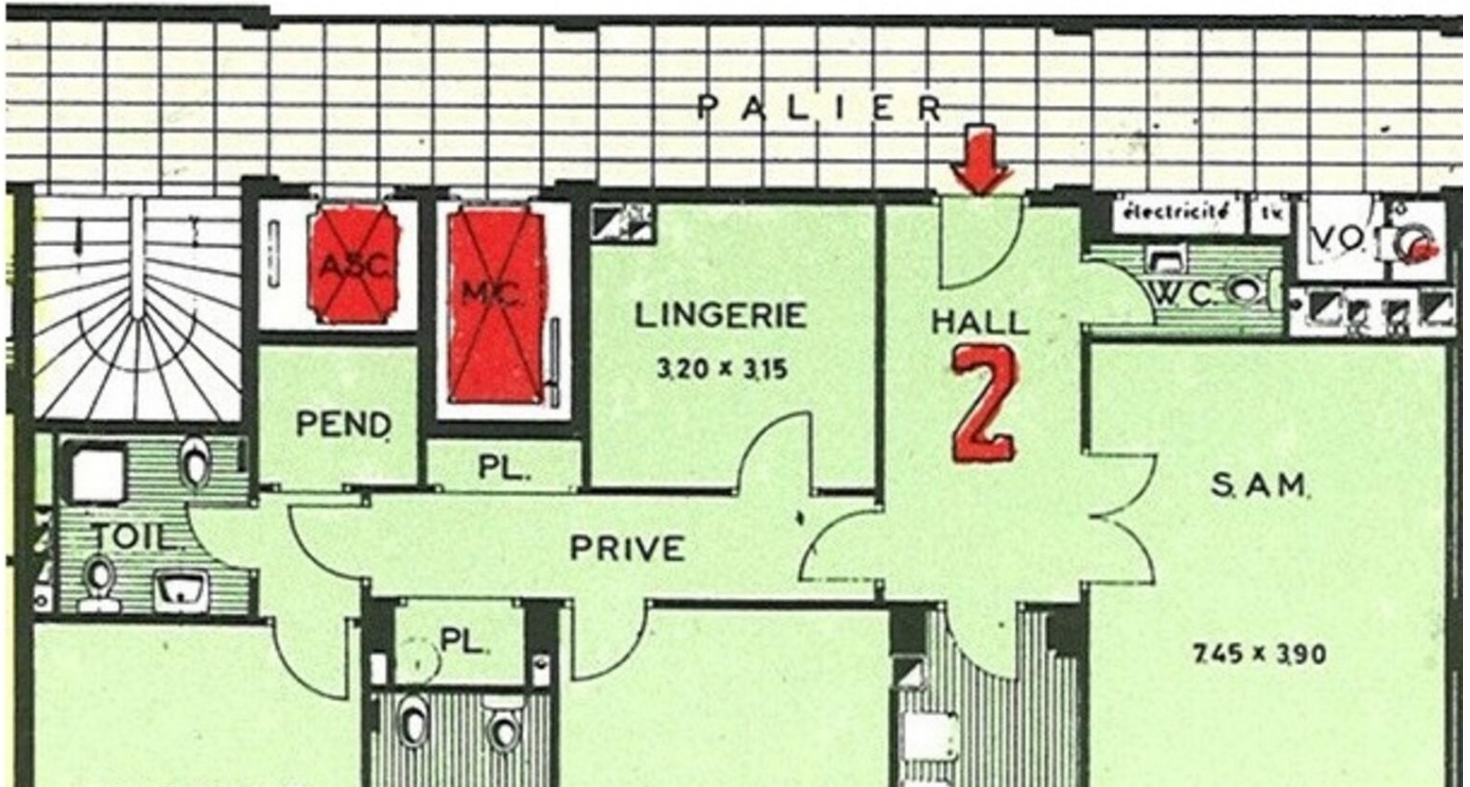 PALIER
électricité
tv.
V.O.
ASC.
M.C.
W.C.
LINGERIE
3,20 x 3,15
HALL
2
PEND.
PL.
S.A.M.
TOIL.
PRIVE
PL.
7,45 x 3,90